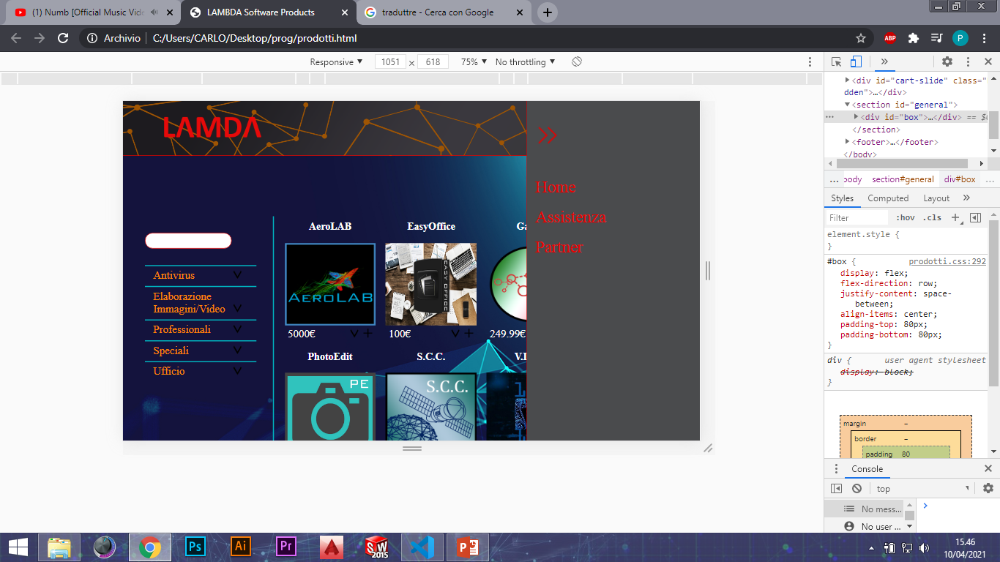 (1) Numb [Official Music Vide
LAMBDA Software Products
traduttre - Cerca con Google
Archivio
C:/Users/CARLO/Desktop/prog/prodotti.html
ABP
P
Responsive
1051 × 618
75%
No throttling
LAMDA
Home
Assistenza
Partner
Antivirus
Elaborazione
Immagini/Video
Professionali
Speciali
Ufficio
AeroLAB
EasyOffice
Ga
AEROLAB
EASY OFFICE
5000€
100€
249.99€
PhotoEdit
S.C.C.
V.I
PE
S.C.C.
<div id="cart-slide" class="
dden">…</div>
<section id="general">
<div id="box">…</div> == $
</section>
<footer>…</footer>
</body>
… body section#general div#box …
Styles
Computed
Layout
Filter
:hov .cls
element.style {
}
#box { prodotti.css:292
display: flex;
flex-direction: row;
justify-content: space-
between;
align-items: center;
padding-top: 80px;
padding-bottom: 80px;
}
div { user agent stylesheet
display: block;
}
margin –
border –
padding 80
Console
top
No mess...
No user ...
Ps
Ai
Pr
SW
2015
15.46
10/04/2021